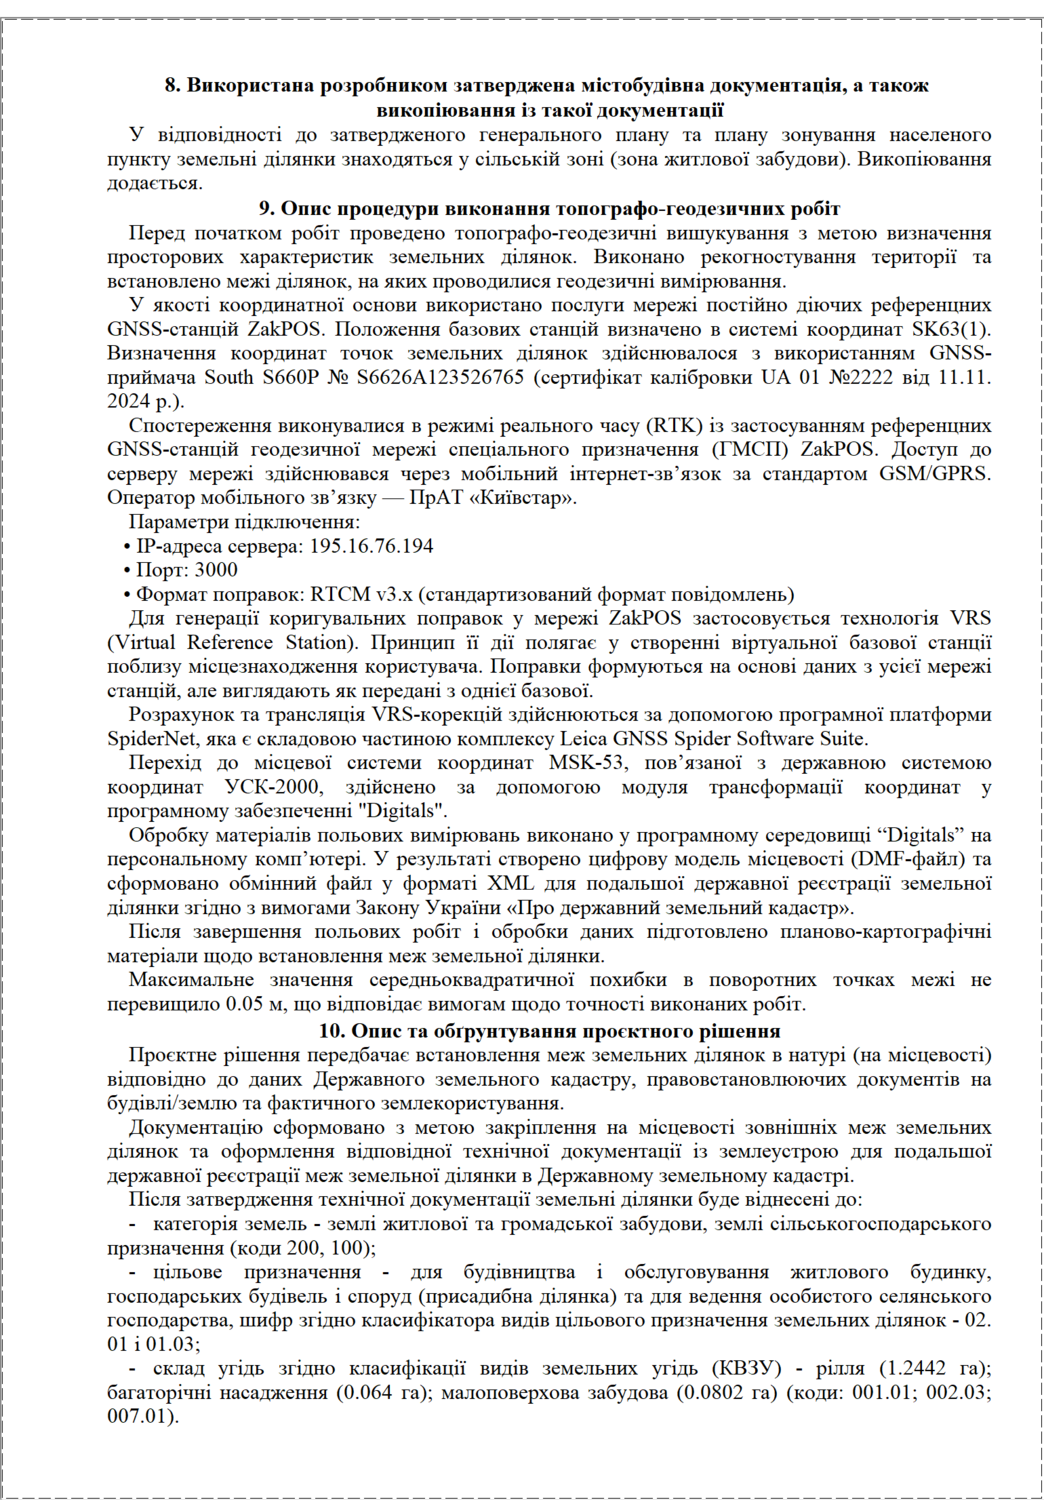 8. Використана розробником затверджена містобудівна документація, а також
викопіювання із такої документації
У відповідності до затвердженого генерального плану та плану зонування населеного
пункту земельні ділянки знаходяться у сільській зоні (зона житлової забудови). Викопіювання
додається.
9. Опис процедури виконання топографо-геодезичних робіт
Перед початком робіт проведено топографо-геодезичні вишукування з метою визначення
просторових характеристик земельних ділянок. Виконано рекогностування території та
встановлено межі ділянок, на яких проводилися геодезичні вимірювання.
У якості координатної основи використано послуги мережі постійно діючих референцних
GNSS-станцій ZakPOS. Положення базових станцій визначено в системі координат SK63(1).
Визначення координат точок земельних ділянок здійснювалося з використанням GNSS-
приймача South S660P № S6626A123526765 (сертифікат калібровки UA 01 №2222 від 11.11.
2024 р.).
Спостереження виконувалися в режимі реального часу (RTK) із застосуванням референцних
GNSS-станцій геодезичної мережі спеціального призначення (ГМСП) ZakPOS. Доступ до
серверу мережі здійснювався через мобільний інтернет-зв’язок за стандартом GSM/GPRS.
Оператор мобільного зв’язку — ПрАТ «Київстар».
Параметри підключення:
• IP-адреса сервера: 195.16.76.194
• Порт: 3000
• Формат поправок: RTCM v3.x (стандартизований формат повідомлень)
Для генерації коригувальних поправок у мережі ZakPOS застосовується технологія VRS
(Virtual Reference Station). Принцип її дії полягає у створенні віртуальної базової станції
поблизу місцезнаходження користувача. Поправки формуються на основі даних з усієї мережі
станцій, але виглядають як передані з однієї базової.
Розрахунок та трансляція VRS-корекцій здійснюються за допомогою програмної платформи
SpiderNet, яка є складовою частиною комплексу Leica GNSS Spider Software Suite.
Перехід до місцевої системи координат MSK-53, пов’язаної з державною системою
координат УСК-2000, здійснено за допомогою модуля трансформації координат у
програмному забезпеченні "Digitals".
Обробку матеріалів польових вимірювань виконано у програмному середовищі “Digitals” на
персональному комп’ютері. У результаті створено цифрову модель місцевості (DMF-файл) та
сформовано обмінний файл у форматі XML для подальшої державної реєстрації земельної
ділянки згідно з вимогами Закону України «Про державний земельний кадастр».
Після завершення польових робіт і обробки даних підготовлено планово-картографічні
матеріали щодо встановлення меж земельної ділянки.
Максимальне значення середньоквадратичної похибки в поворотних точках межі не
перевищило 0.05 м, що відповідає вимогам щодо точності виконаних робіт.
10. Опис та обґрунтування проєктного рішення
Проєктне рішення передбачає встановлення меж земельних ділянок в натурі (на місцевості)
відповідно до даних Державного земельного кадастру, правовстановлюючих документів на
будівлі/землю та фактичного землекористування.
Документацію сформовано з метою закріплення на місцевості зовнішніх меж земельних
ділянок та оформлення відповідної технічної документації із землеустрою для подальшої
державної реєстрації меж земельної ділянки в Державному земельному кадастрі.
Після затвердження технічної документації земельні ділянки буде віднесені до:
- категорія земель - землі житлової та громадської забудови, землі сільськогосподарського
призначення (коди 200, 100);
- цільове призначення - для будівництва і обслуговування житлового будинку,
господарських будівель і споруд (присадибна ділянка) та для ведення особистого селянського
господарства, шифр згідно класифікатора видів цільового призначення земельних ділянок - 02.
01 і 01.03;
- склад угідь згідно класифікації видів земельних угідь (КВЗУ) - рілля (1.2442 га);
багаторічні насадження (0.064 га); малоповерхова забудова (0.0802 га) (коди: 001.01; 002.03;
007.01).